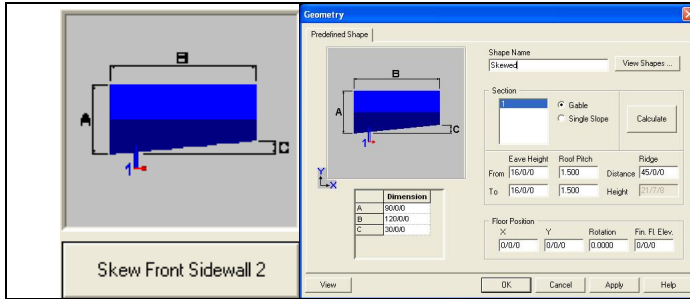 B
A
C
1
Skew Front Sidewall 2
Geometry
Predefined Shape
B
A
C
1
Y
X
Dimension
A 90/0/0
B 120/0/0
C 30/0/0
Shape Name
Skewed
View Shapes ...
Section
1
Gable
Single Slope
Calculate
Eave Height Roof Pitch Ridge
From 16/0/0 1.500 Distance 45/0/0
To 16/0/0 1.500 Height 21/7/8
Floor Position
X Y Rotation Fin. Fl. Elev.
0/0/0 0/0/0 0.0000 0/0/0
View OK Cancel Apply Help